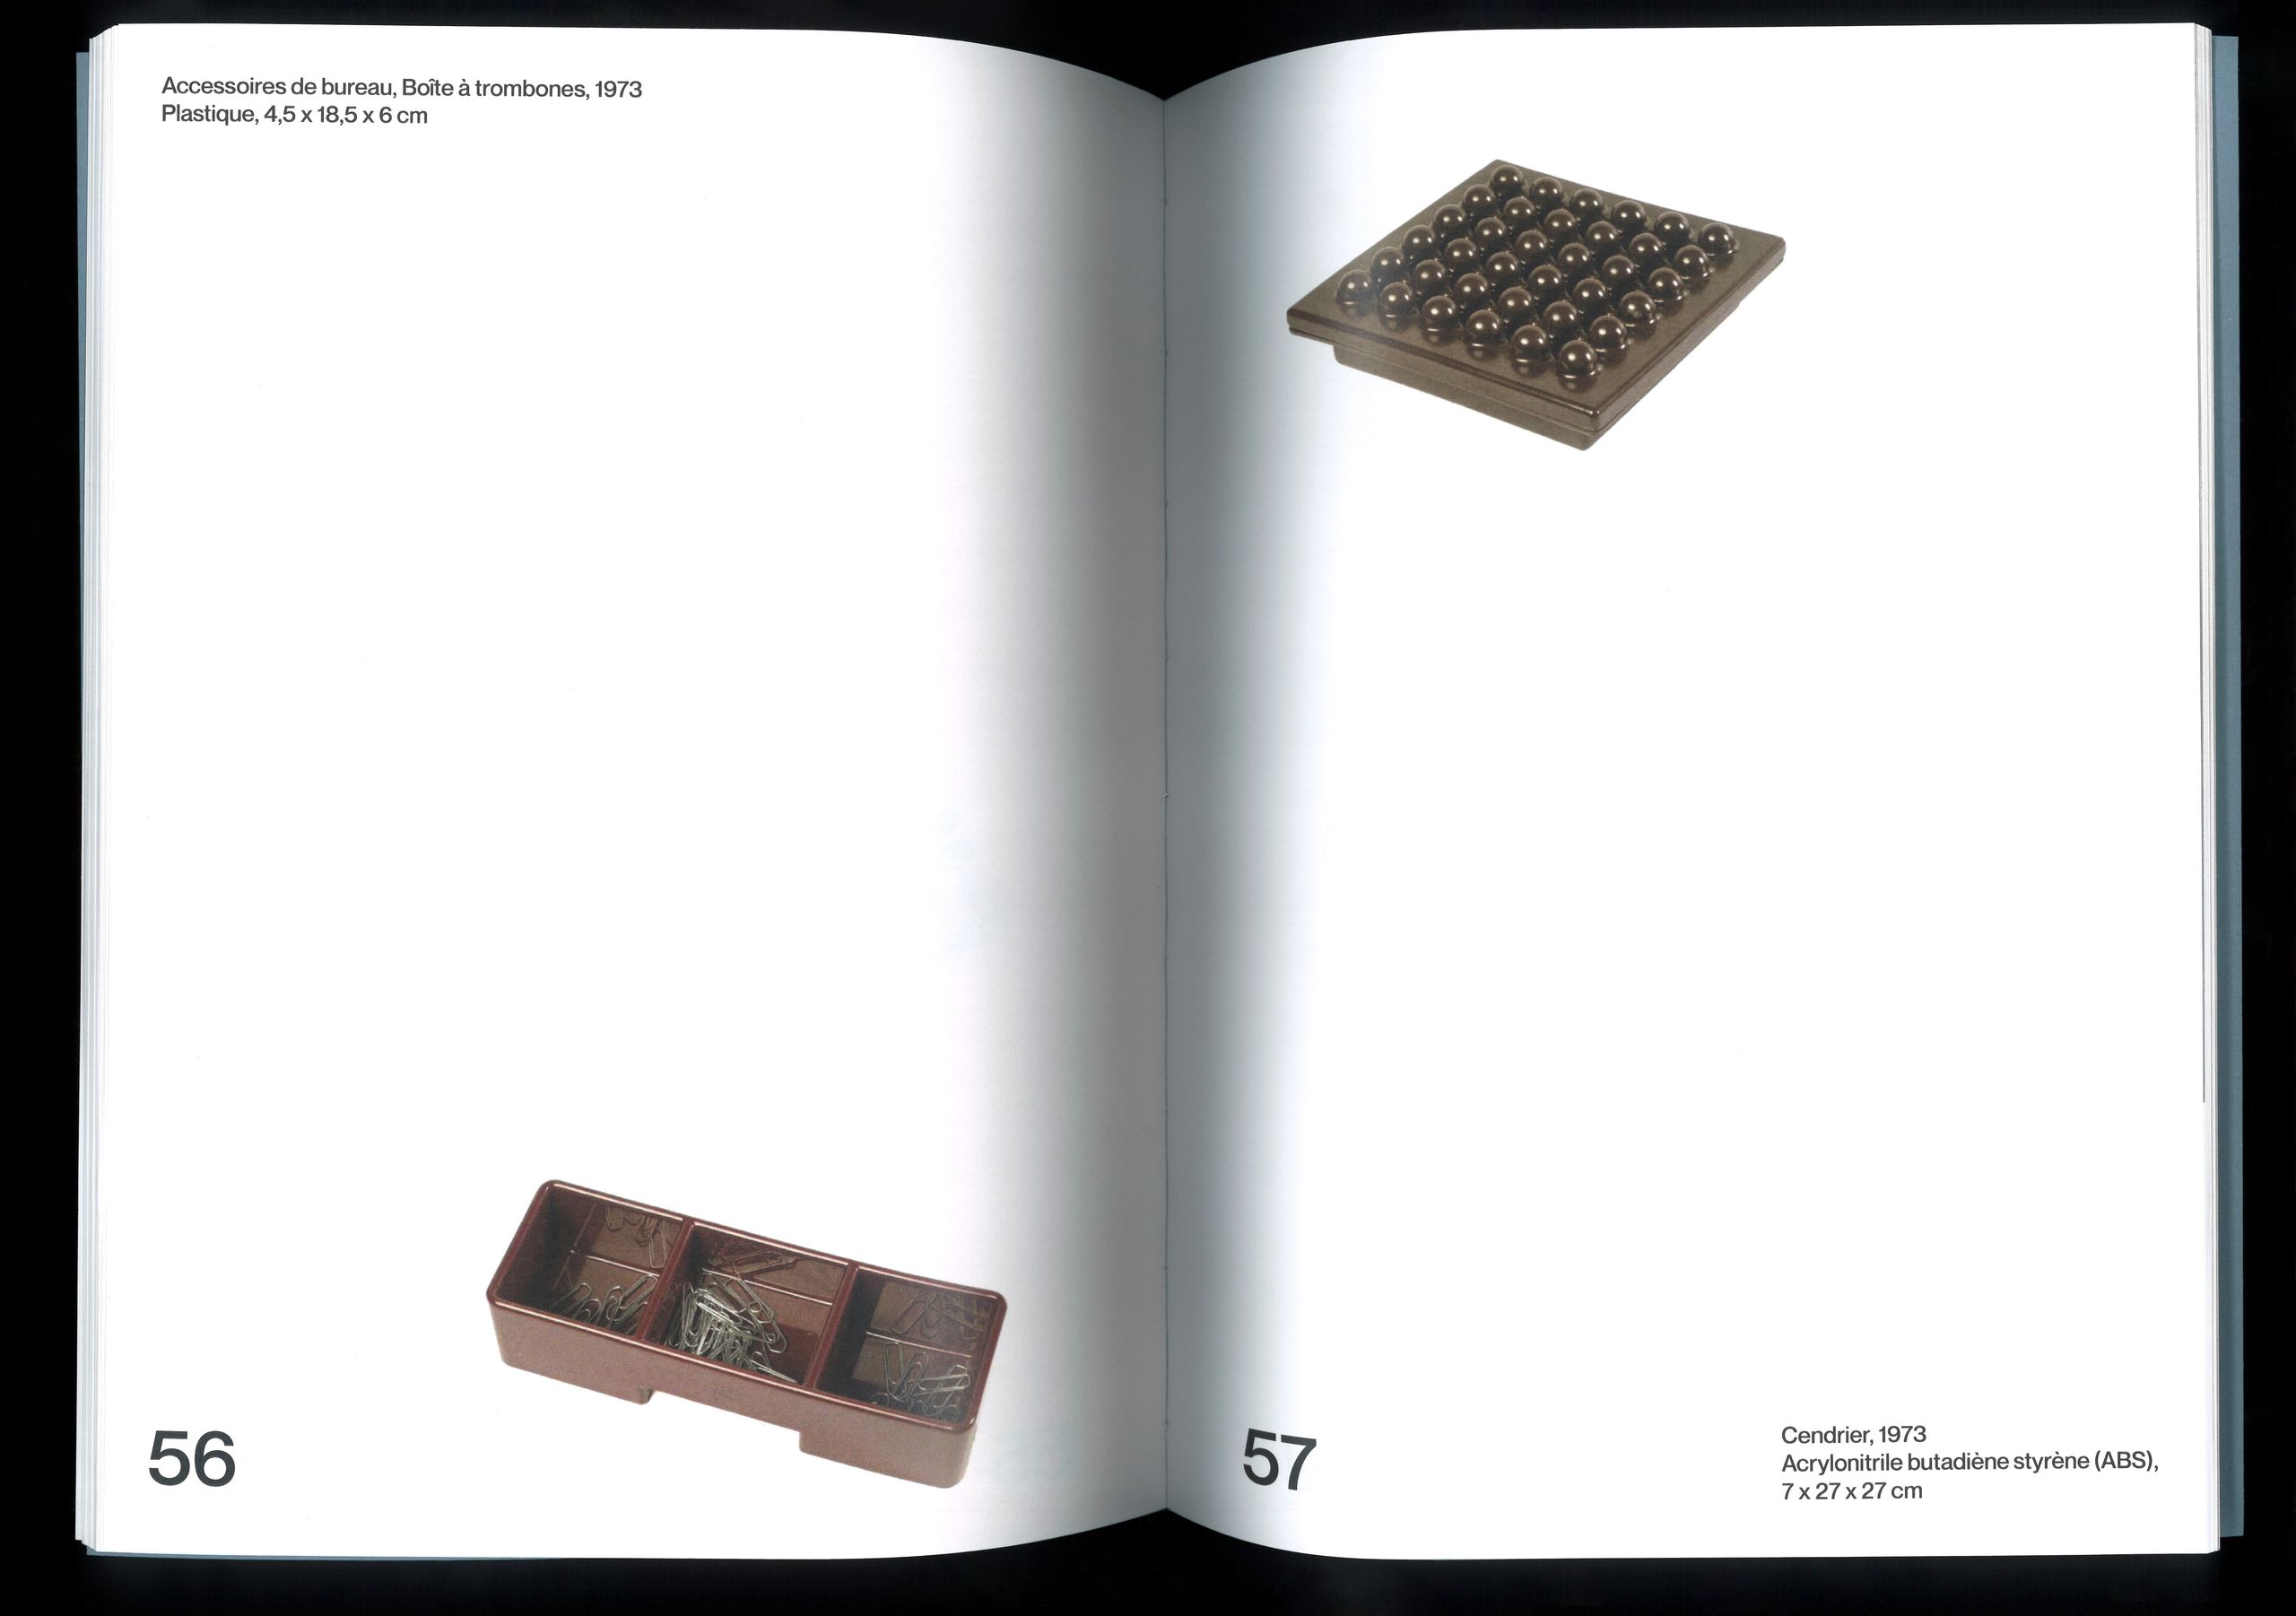 Accessoires de bureau, Boîte à trombones, 1973
Plastique, 4,5 x 18,5 x 6 cm
56
57
Cendrier, 1973
Acrylonitrile butadiène styrène (ABS),
7 x 27 x 27 cm